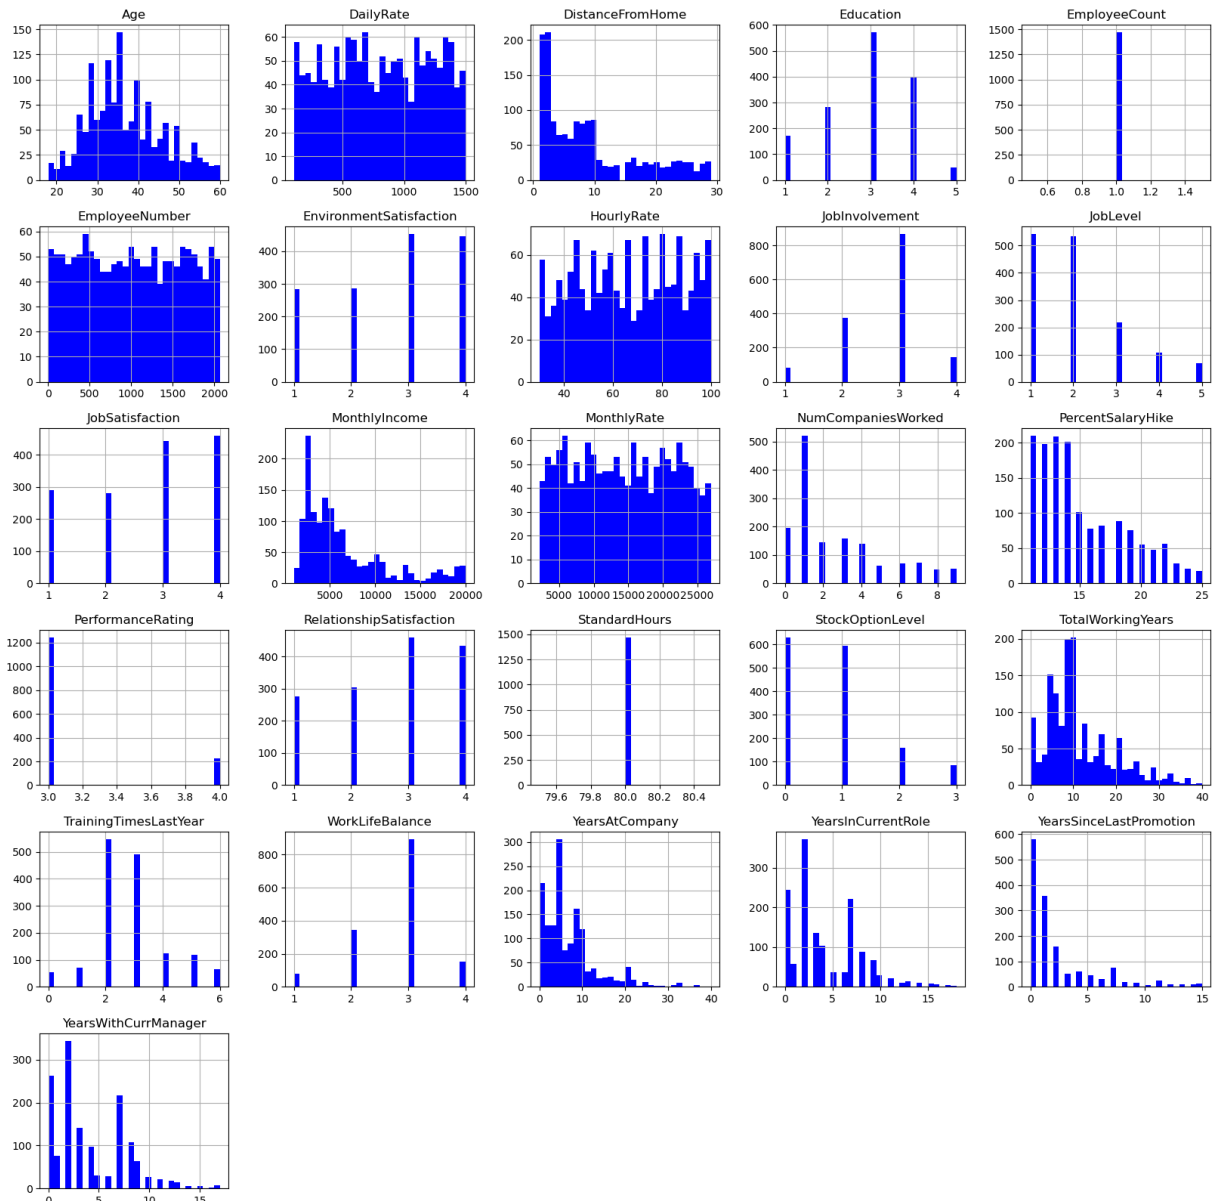 Age
150
125
100
75
50
25
0
20 30 40 50 60
DailyRate
60
50
40
30
20
10
0
500 1000 1500
DistanceFromHome
200
150
100
50
0
0 10 20 30
Education
600
500
400
300
200
100
0
1 2 3 4 5
EmployeeCount
1500
1250
1000
750
500
250
0
0.6 0.8 1.0 1.2 1.4
EmployeeNumber
60
50
40
30
20
10
0
0 500 1000 1500 2000
EnvironmentSatisfaction
400
300
200
100
0
1 2 3 4
HourlyRate
60
40
20
0
40 60 80 100
JobInvolvement
800
600
400
200
0
1 2 3 4
JobLevel
500
400
300
200
100
0
1 2 3 4 5
JobSatisfaction
400
300
200
100
0
1 2 3 4
MonthlyIncome
200
150
100
50
0
5000 10000 15000 20000
MonthlyRate
60
50
40
30
20
10
0
5000 10000 15000 20000 25000
NumCompaniesWorked
500
400
300
200
100
0
0 2 4 6 8
PercentSalaryHike
200
150
100
50
0
15 20 25
PerformanceRating
1200
1000
800
600
400
200
0
3.0 3.2 3.4 3.6 3.8 4.0
RelationshipSatisfaction
400
300
200
100
0
1 2 3 4
StandardHours
1500
1250
1000
750
500
250
0
79.6 79.8 80.0 80.2 80.4
StockOptionLevel
600
500
400
300
200
100
0
0 1 2 3
TotalWorkingYears
200
150
100
50
0
0 10 20 30 40
TrainingTimesLastYear
500
400
300
200
100
0
0 2 4 6
WorkLifeBalance
800
600
400
200
0
1 2 3 4
YearsAtCompany
300
250
200
150
100
50
0
0 10 20 30 40
YearsInCurrentRole
300
200
100
0
0 5 10 15
YearsSinceLastPromotion
600
500
400
300
200
100
0
0 5 10 15
YearsWithCurrManager
300
200
100
0
0 5 10 15